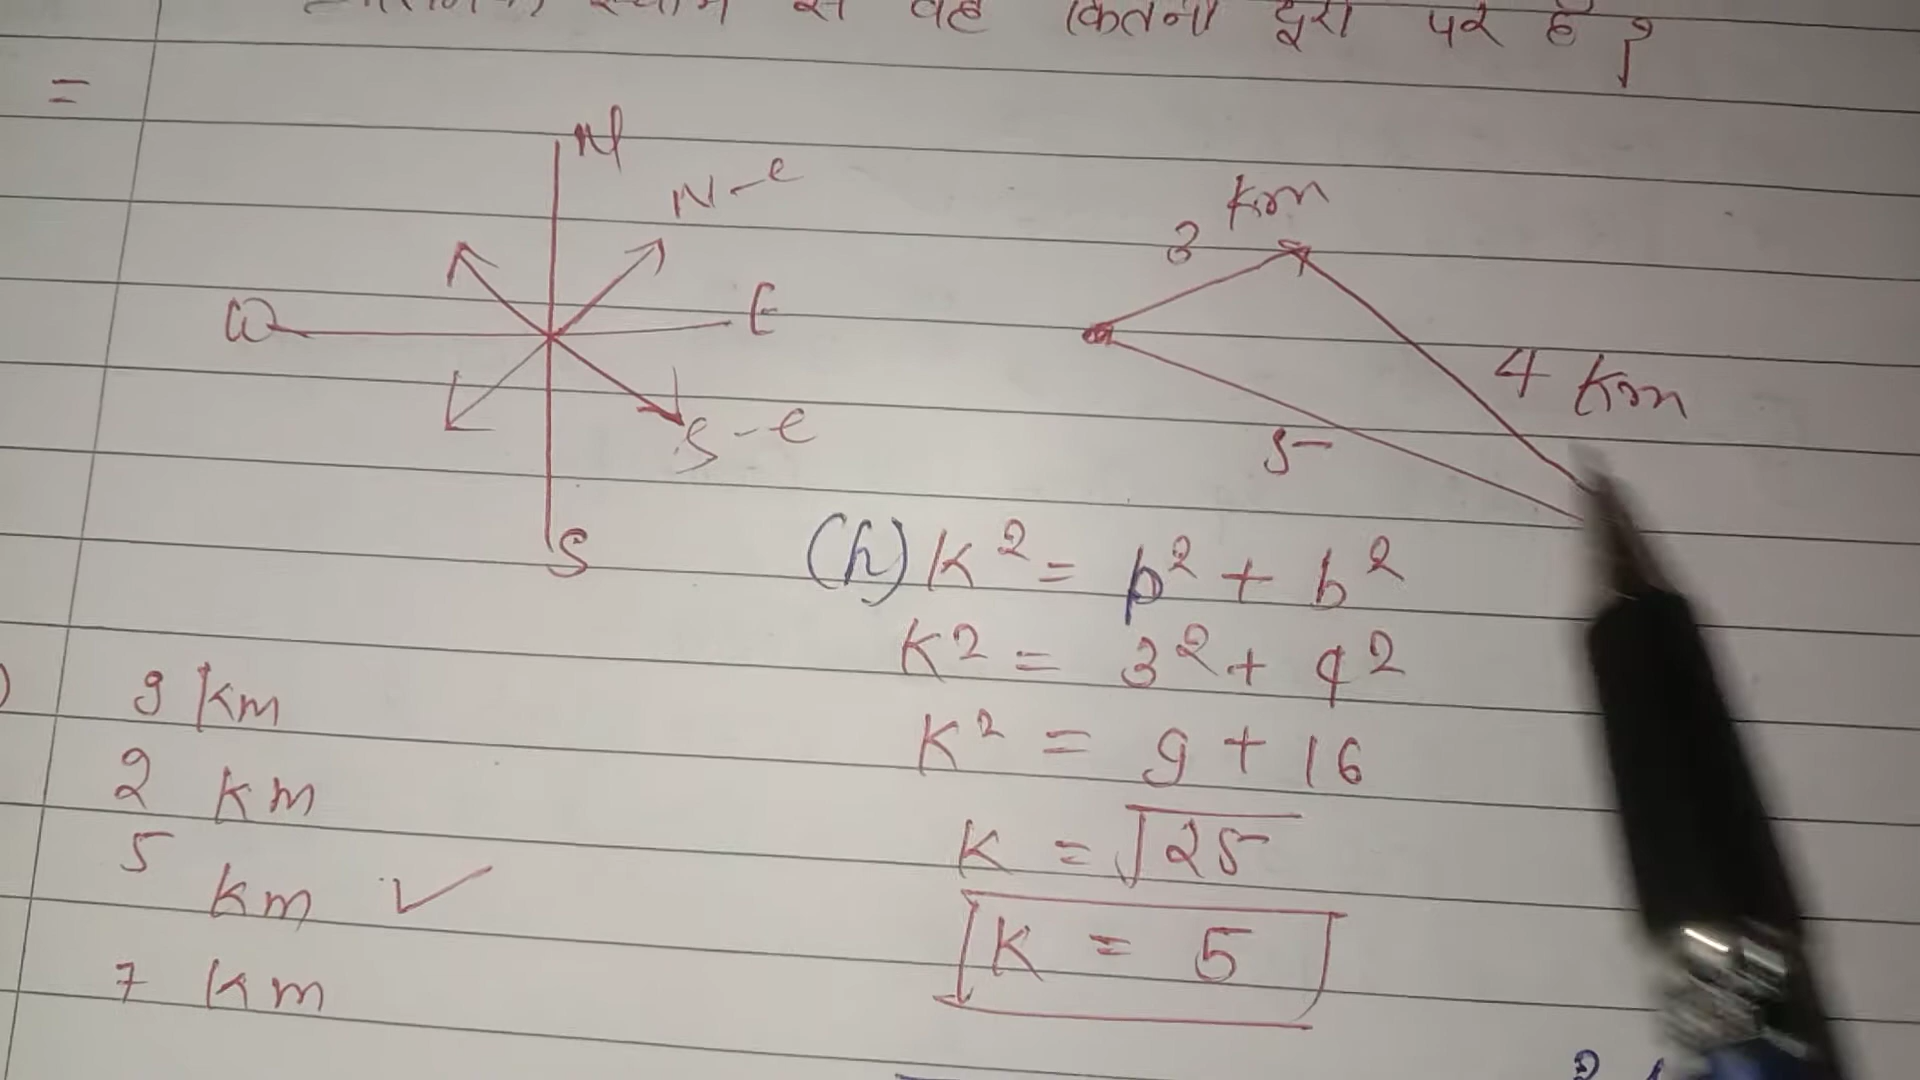 स्थान से वह कितनी दूरी पर है ?
=
N
N-e
W
E
S-e
S
3 Km
4 Km
5
(h) K² = p² + b²
K² = 3² + 4²
K² = 9 + 16
K = √25
K = 5
9 km
2 km
5 km ✓
7 km